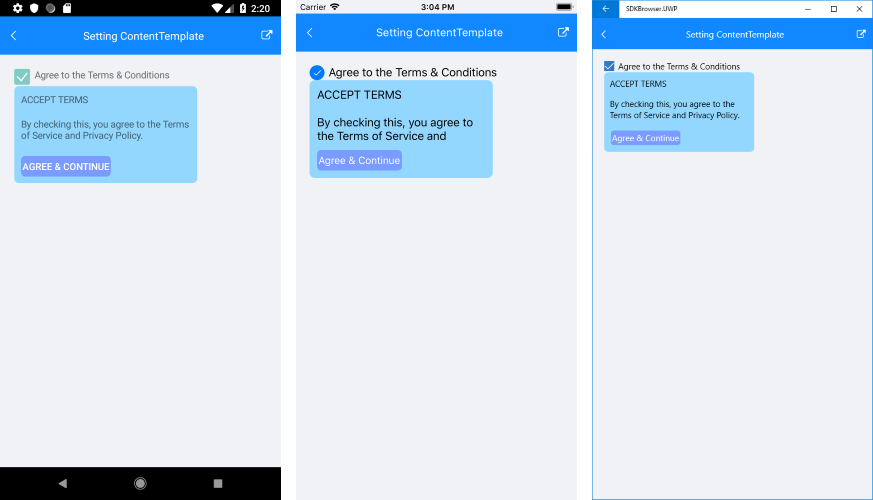 2:20
Setting ContentTemplate
Agree to the Terms & Conditions
ACCEPT TERMS
By checking this, you agree to the Terms
of Service and Privacy Policy.
AGREE & CONTINUE
Carrier 3:04 PM
Setting ContentTemplate
Agree to the Terms & Conditions
ACCEPT TERMS
By checking this, you agree to
the Terms of Service and
Agree & Continue
SDKBrowser.UWP
Setting ContentTemplate
Agree to the Terms & Conditions
ACCEPT TERMS
By checking this, you agree to the
Terms of Service and Privacy Policy.
Agree & Continue